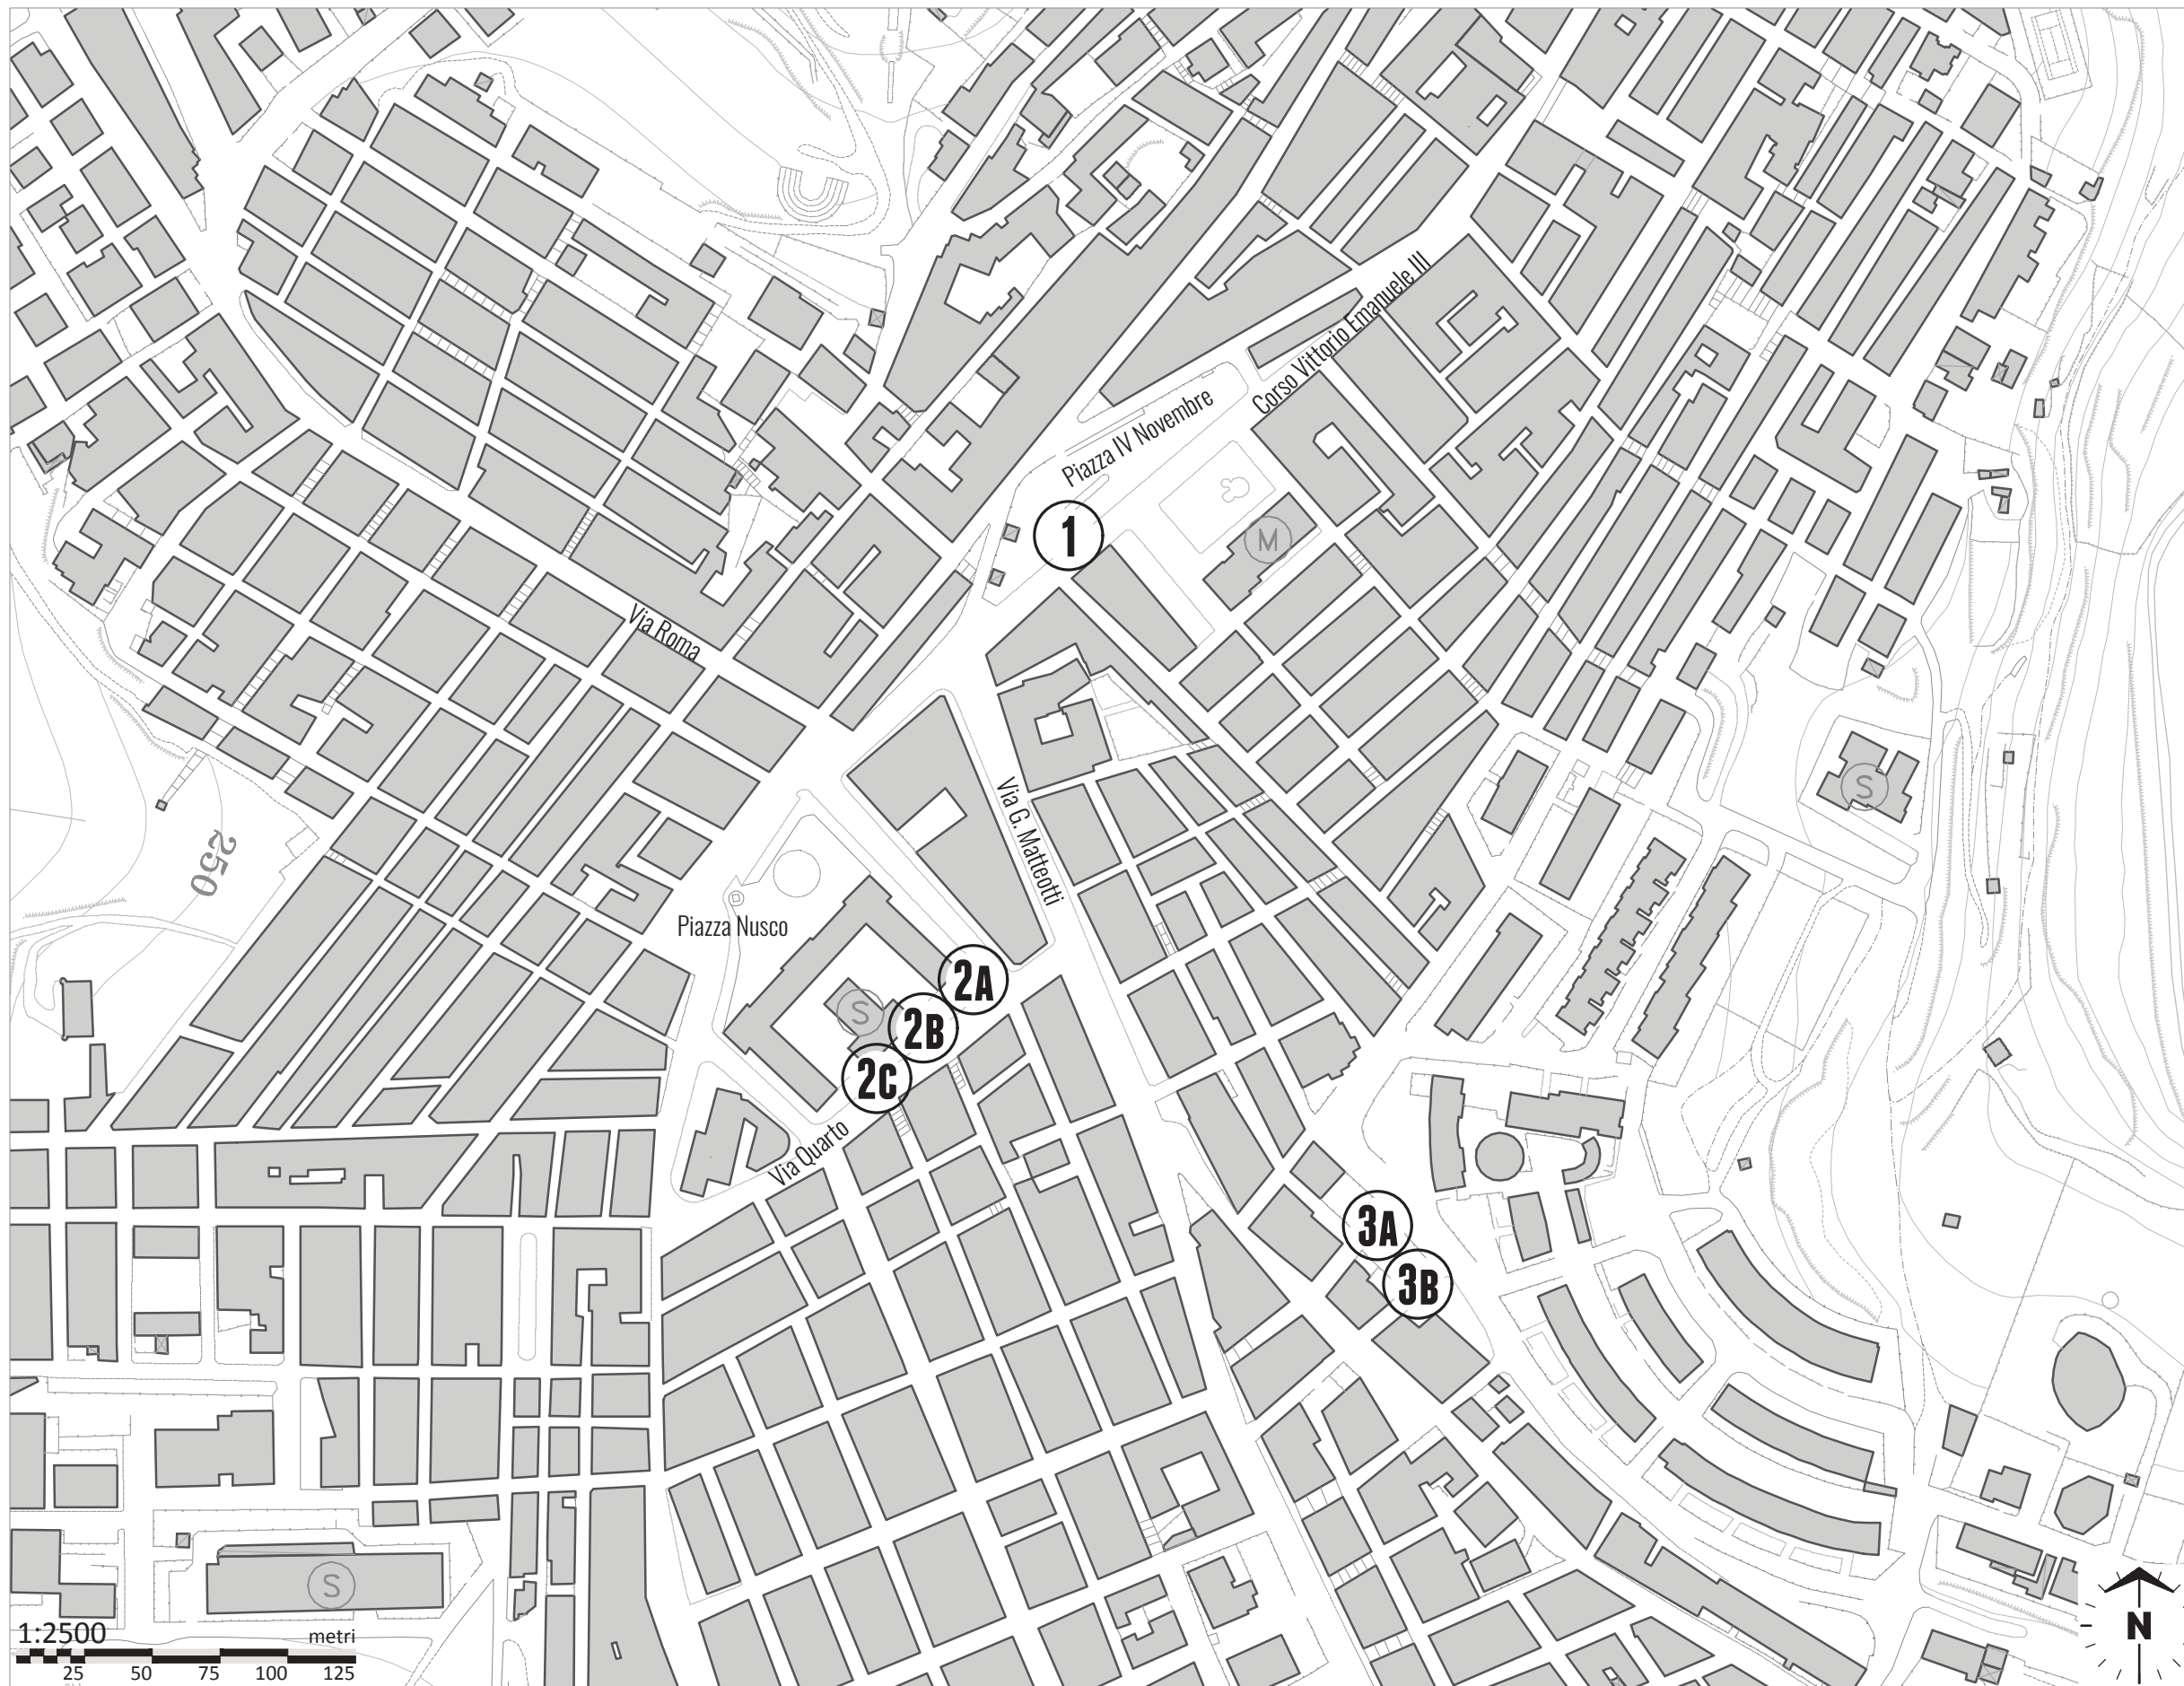 Corso Vittorio Emanuele III
Piazza IV Novembre
1
M
Via Roma
Via G. Matteotti
S
250
Piazza Nusco
2A
S
2B
2C
Via Quarto
3A
3B
S
1:2500
metri
25 50 75 100 125
N